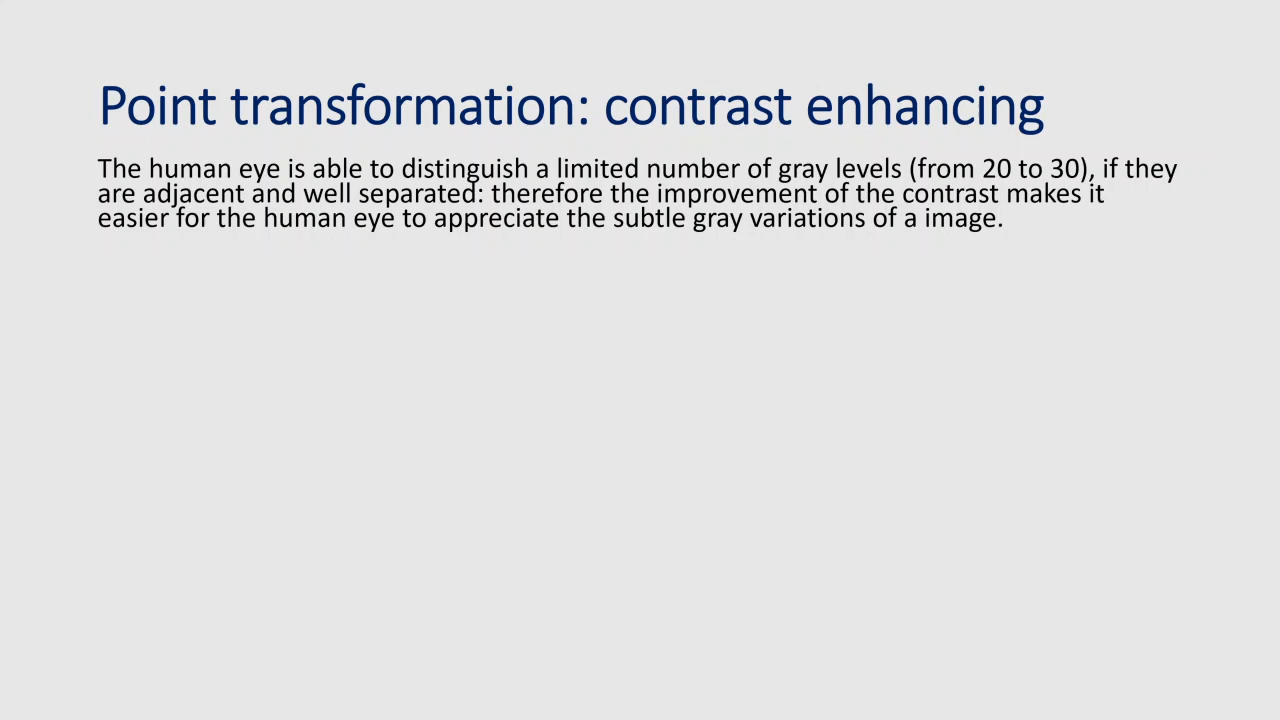 Point transformation: contrast enhancing
The human eye is able to distinguish a limited number of gray levels (from 20 to 30), if they
are adjacent and well separated: therefore the improvement of the contrast makes it
easier for the human eye to appreciate the subtle gray variations of a image.